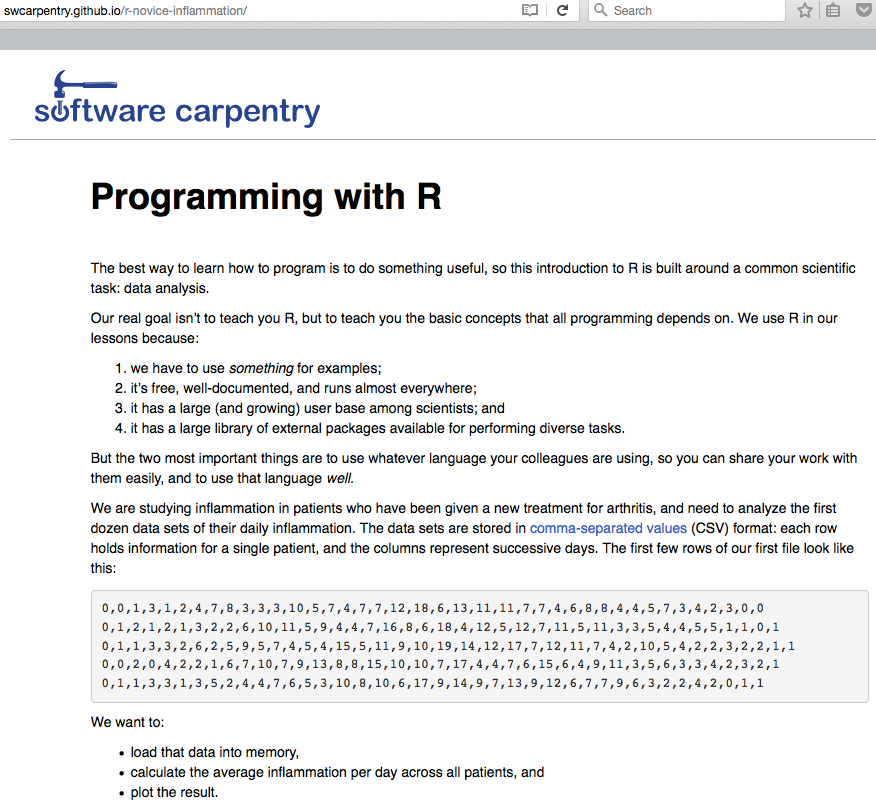 swcarpentry.github.io/r-novice-inflammation/
Search
software carpentry
Programming with R
The best way to learn how to program is to do something useful, so this introduction to R is built around a common scientific
task: data analysis.
Our real goal isn't to teach you R, but to teach you the basic concepts that all programming depends on. We use R in our
lessons because:
1. we have to use something for examples;
2. it's free, well-documented, and runs almost everywhere;
3. it has a large (and growing) user base among scientists; and
4. it has a large library of external packages available for performing diverse tasks.
But the two most important things are to use whatever language your colleagues are using, so you can share your work with
them easily, and to use that language well.
We are studying inflammation in patients who have been given a new treatment for arthritis, and need to analyze the first
dozen data sets of their daily inflammation. The data sets are stored in comma-separated values (CSV) format: each row
holds information for a single patient, and the columns represent successive days. The first few rows of our first file look like
this:
0,0,1,3,1,2,4,7,8,3,3,3,10,5,7,4,7,7,12,18,6,13,11,11,7,7,4,6,8,8,4,4,5,7,3,4,2,3,0,0
0,1,2,1,2,1,3,2,2,6,10,11,5,9,4,4,7,16,8,6,18,4,12,5,12,7,11,5,11,3,3,5,4,4,5,5,1,1,0,1
0,1,1,3,3,2,6,2,5,9,5,7,4,5,4,15,5,11,9,10,19,14,12,17,7,12,11,7,4,2,10,5,4,2,2,3,2,2,1,1
0,0,2,0,4,2,2,1,6,7,10,7,9,13,8,8,15,10,10,7,17,4,4,7,6,15,6,4,9,11,3,5,6,3,3,4,2,3,2,1
0,1,1,3,3,1,3,5,2,4,4,7,6,5,3,10,8,10,6,17,9,14,9,7,13,9,12,6,7,7,9,6,3,2,2,4,2,0,1,1
We want to:
• load that data into memory,
• calculate the average inflammation per day across all patients, and
• plot the result.